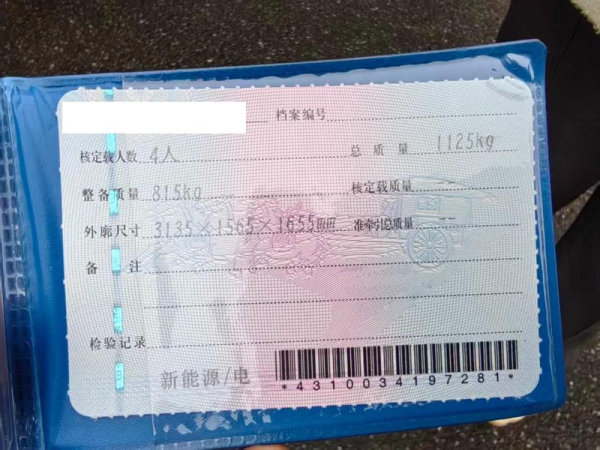 档案编号
核定载人数 4人 总质量 1125kg
整备质量 815kg 核定载质量 --
外廓尺寸 3135×1565×1655mm 准牵引总质量 --
备注
检验记录
新能源/电
*4310034197281*